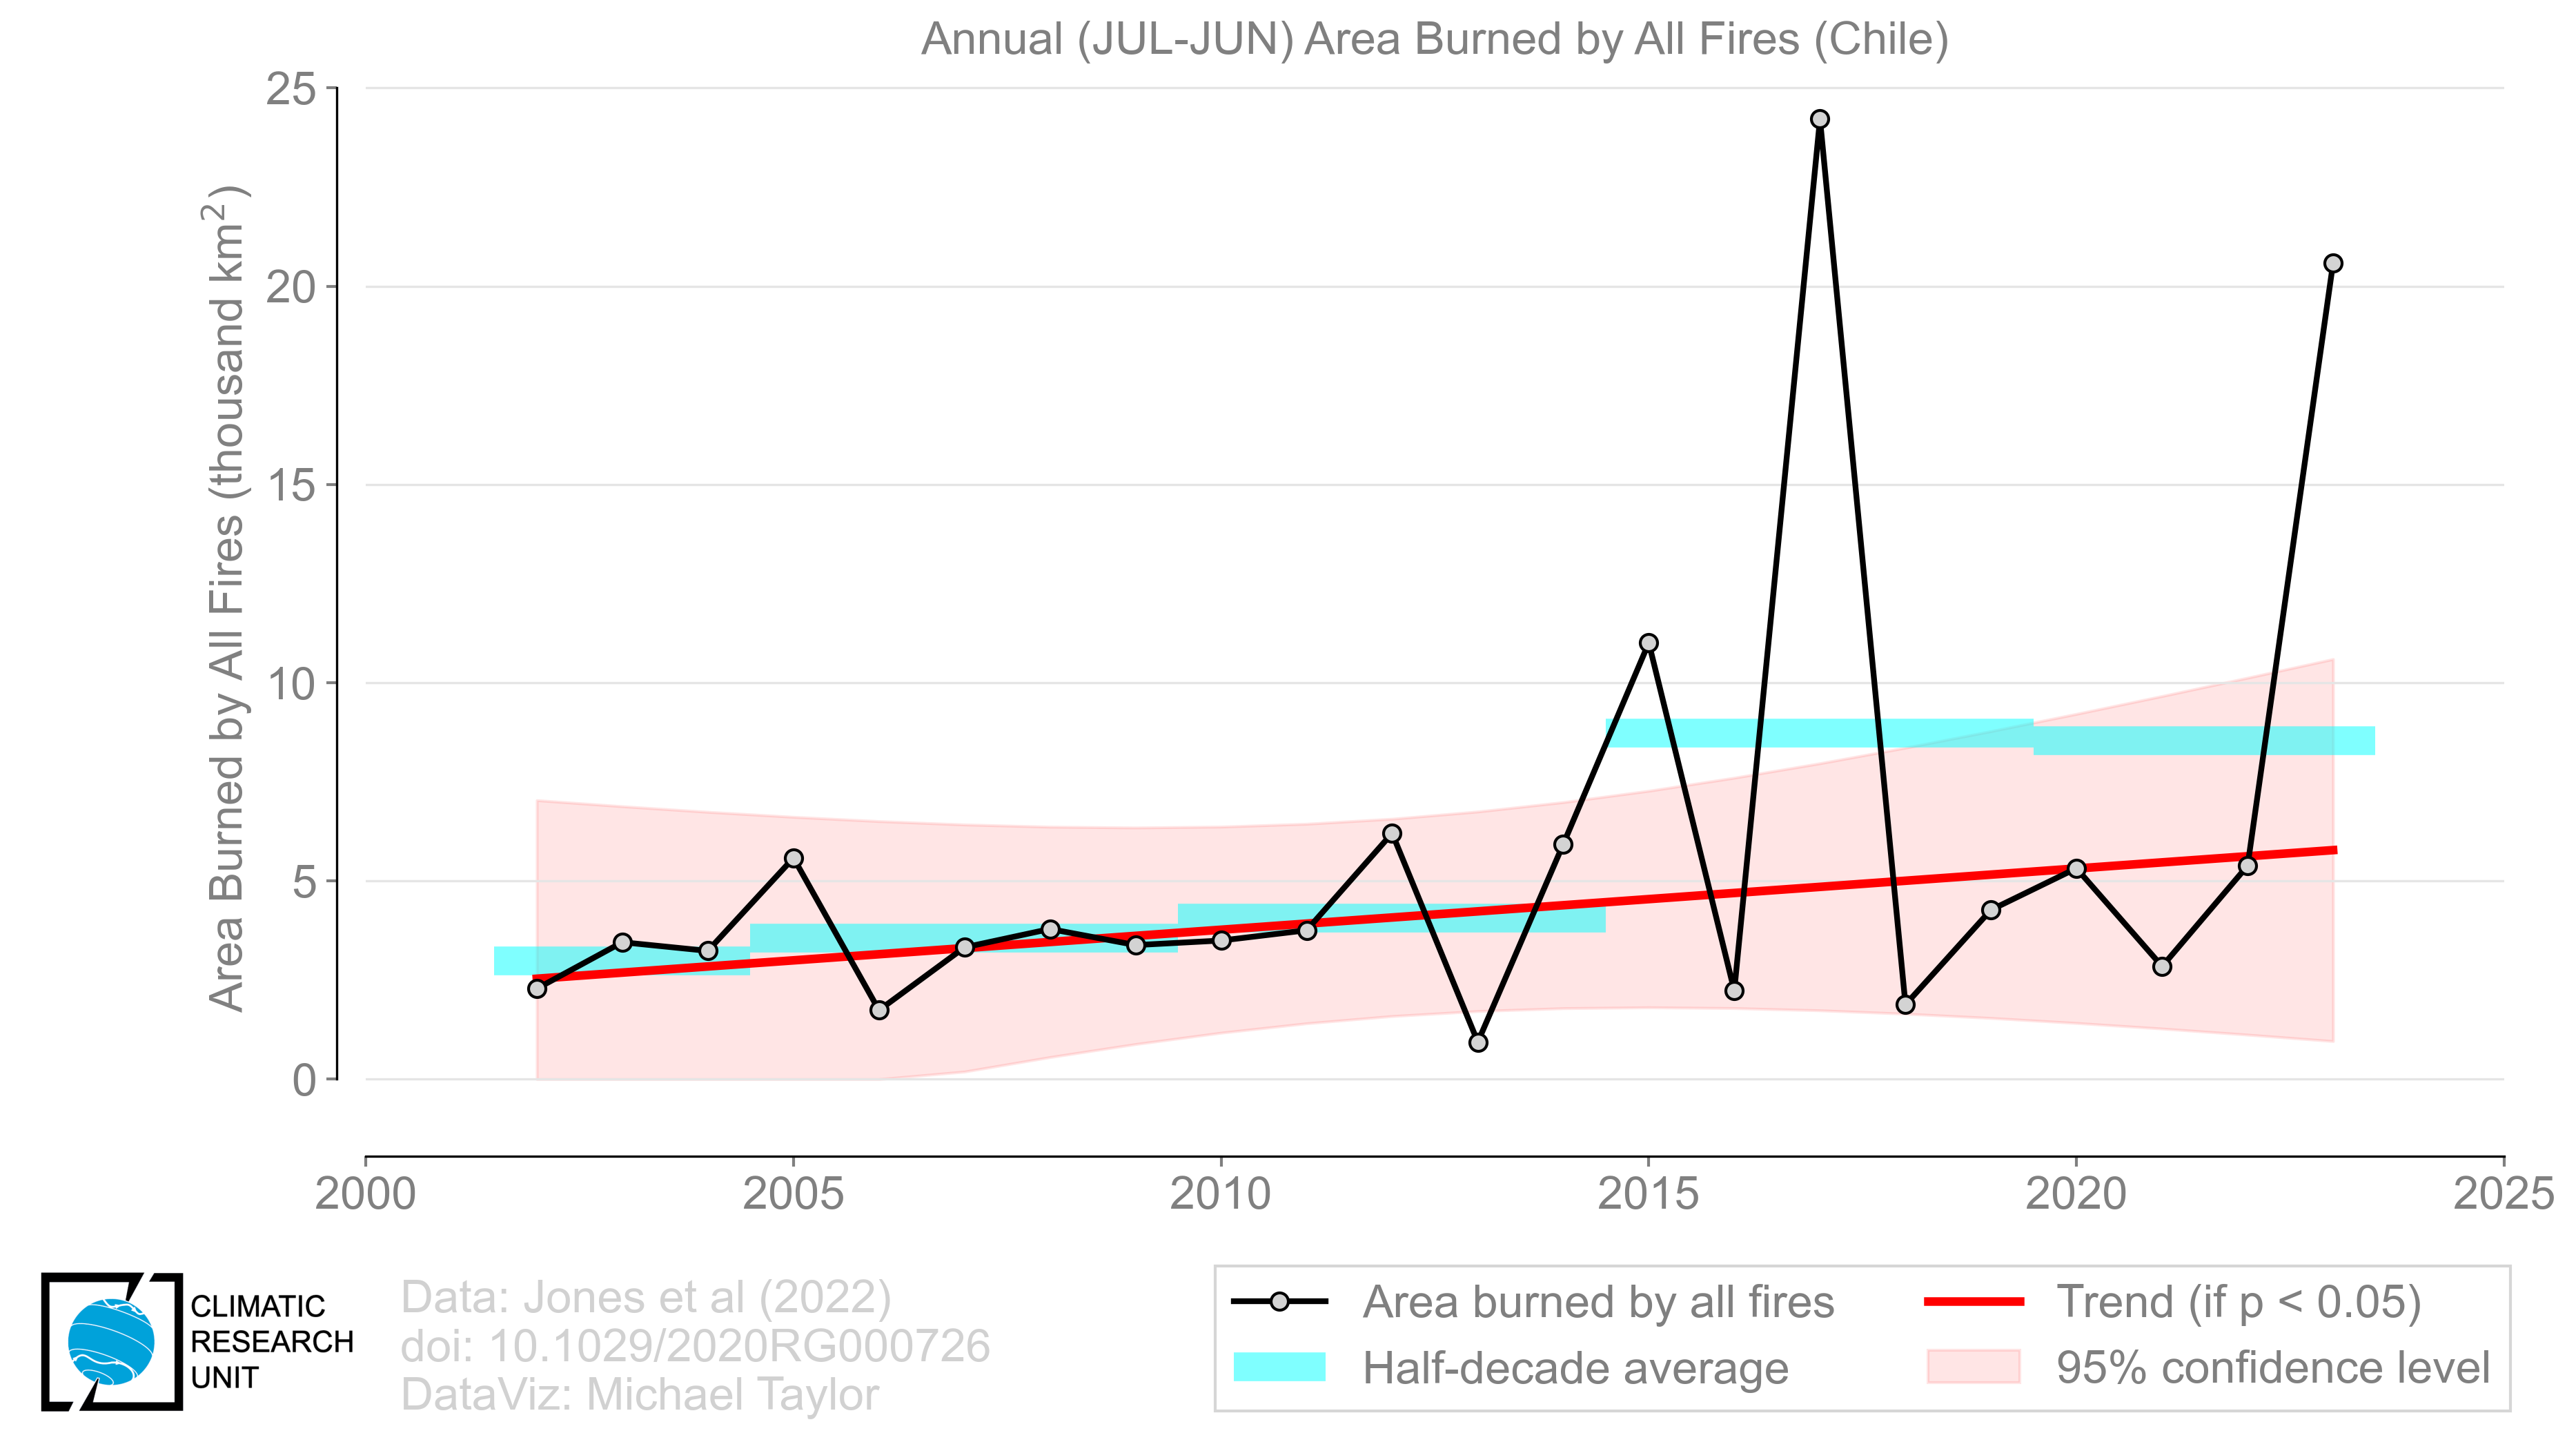 Annual (JUL-JUN) Area Burned by All Fires (Chile)
Area Burned by All Fires (thousand km²)
25
20
15
10
5
0
2000 2005 2010 2015 2020 2025
CLIMATIC
RESEARCH
UNIT
Data: Jones et al (2022)
doi: 10.1029/2020RG000726
DataViz: Michael Taylor
Area burned by all fires
Half-decade average
Trend (if p < 0.05)
95% confidence level